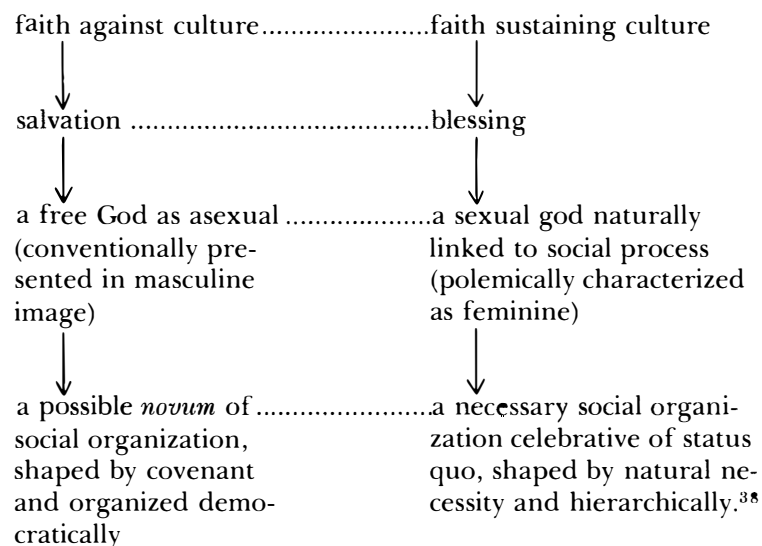 faith against culture........................faith sustaining culture
salvation .....................................blessing
a free God as asexual ..................a sexual god naturally
(conventionally pre- linked to social process
sented in masculine (polemically characterized
image) as feminine)
a possible novum of......................a necessary social organi-
social organization, zation celebrative of status
shaped by covenant quo, shaped by natural ne-
and organized demo- cessity and hierarchically.³⁸
cratically